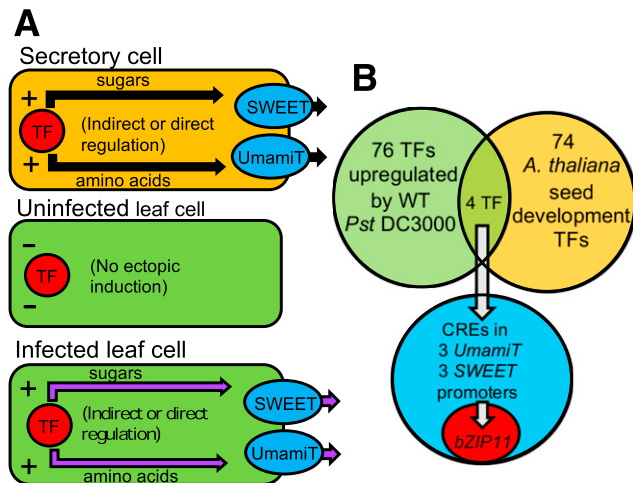 A
Secretory cell
sugars
+
TF
(Indirect or direct
regulation)
+
amino acids
SWEET
UmamiT
Uninfected leaf cell
–
TF
(No ectopic
induction)
–
Infected leaf cell
sugars
+
TF
(Indirect or direct
regulation)
+
amino acids
SWEET
UmamiT
B
76 TFs
upregulated
by WT
Pst DC3000
4 TF
74
A. thaliana
seed
development
TFs
CREs in
3 UmamiT
3 SWEET
promoters
bZIP11